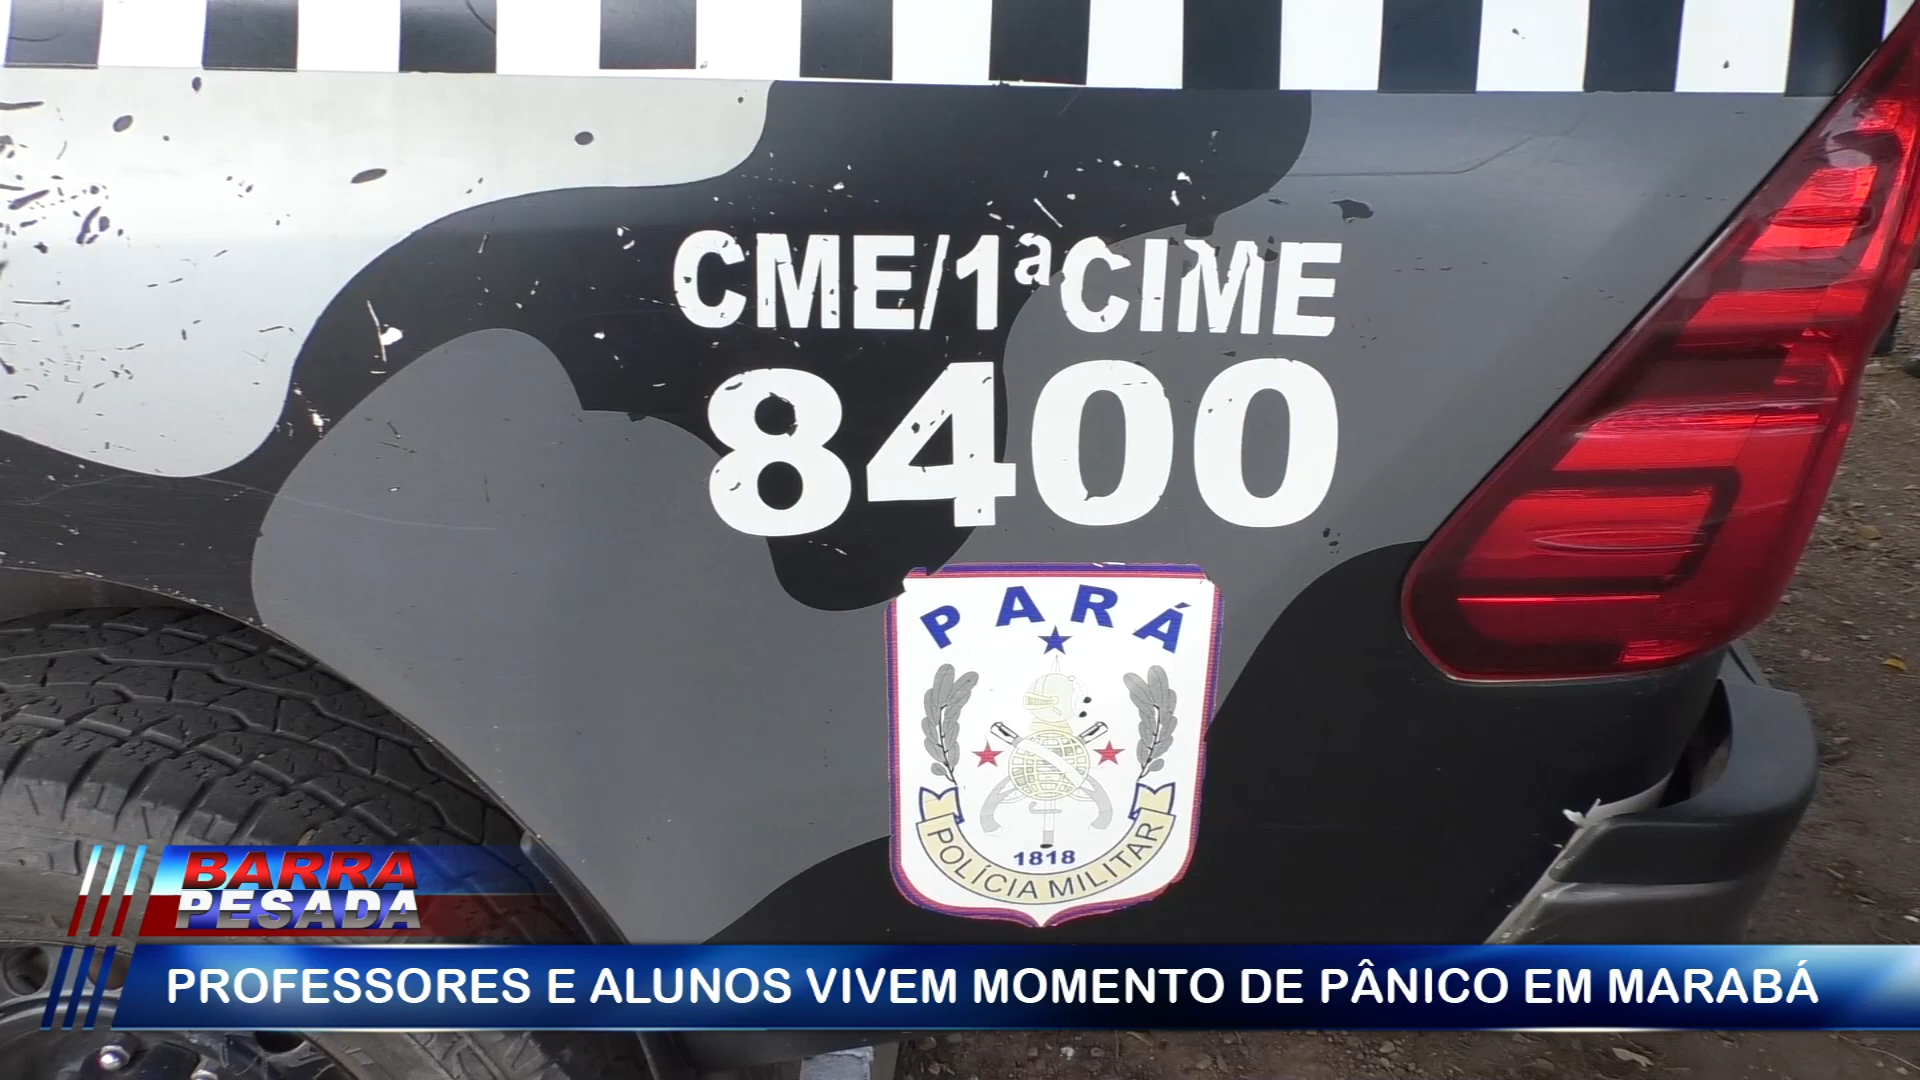 CME/1ªCIME
8400
PARÁ
1818
POLÍCIA MILITAR
BARRA
PESADA
PROFESSORES E ALUNOS VIVEM MOMENTO DE PÂNICO EM MARABÁ